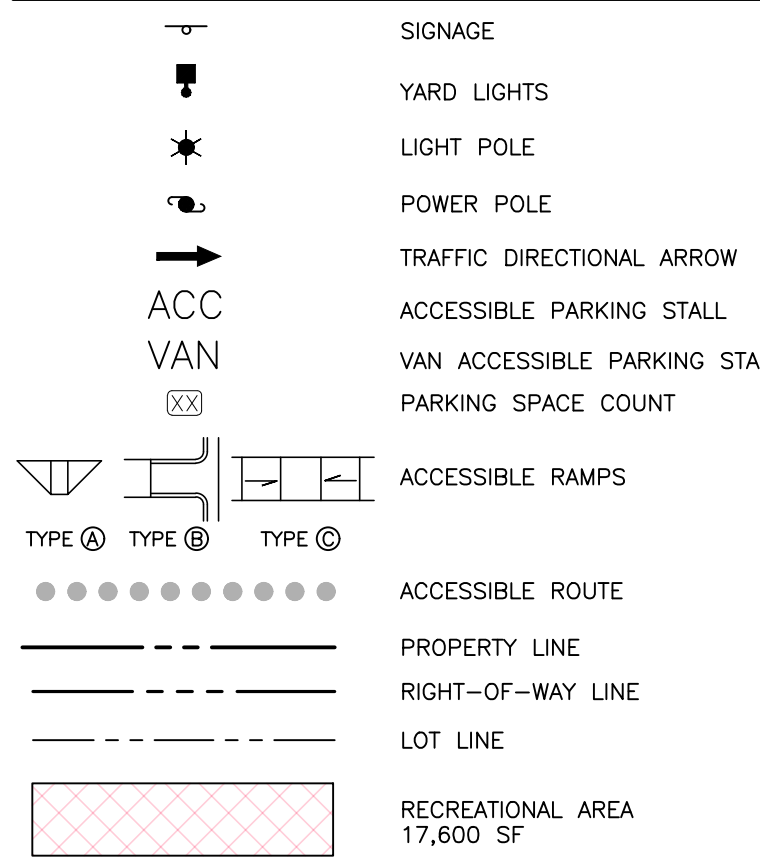 SIGNAGE
YARD LIGHTS
LIGHT POLE
POWER POLE
TRAFFIC DIRECTIONAL ARROW
ACC ACCESSIBLE PARKING STALL
VAN VAN ACCESSIBLE PARKING STA
XX PARKING SPACE COUNT
ACCESSIBLE RAMPS
TYPE A TYPE B TYPE C
ACCESSIBLE ROUTE
PROPERTY LINE
RIGHT-OF-WAY LINE
LOT LINE
RECREATIONAL AREA
17,600 SF